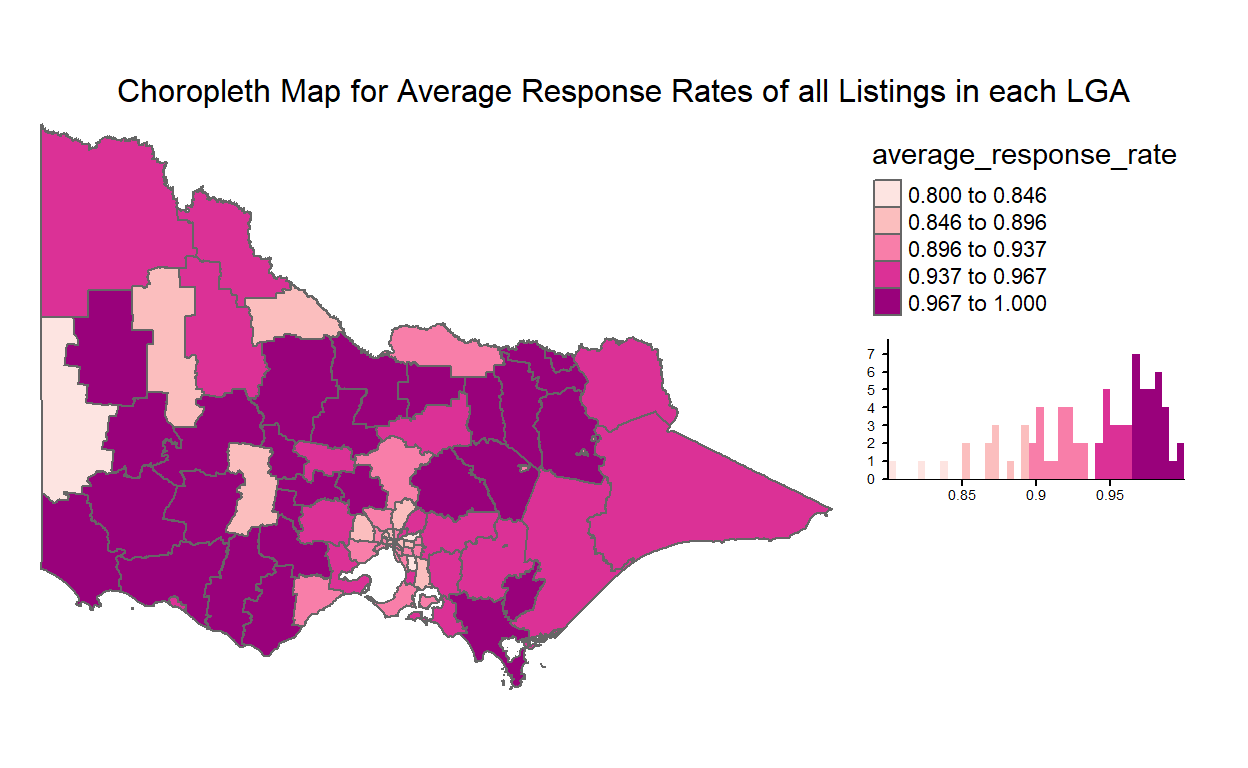 Choropleth Map for Average Response Rates of all Listings in each LGA
average_response_rate
0.800 to 0.846
0.846 to 0.896
0.896 to 0.937
0.937 to 0.967
0.967 to 1.000
7
6
5
4
3
2
1
0
0.85 0.9 0.95